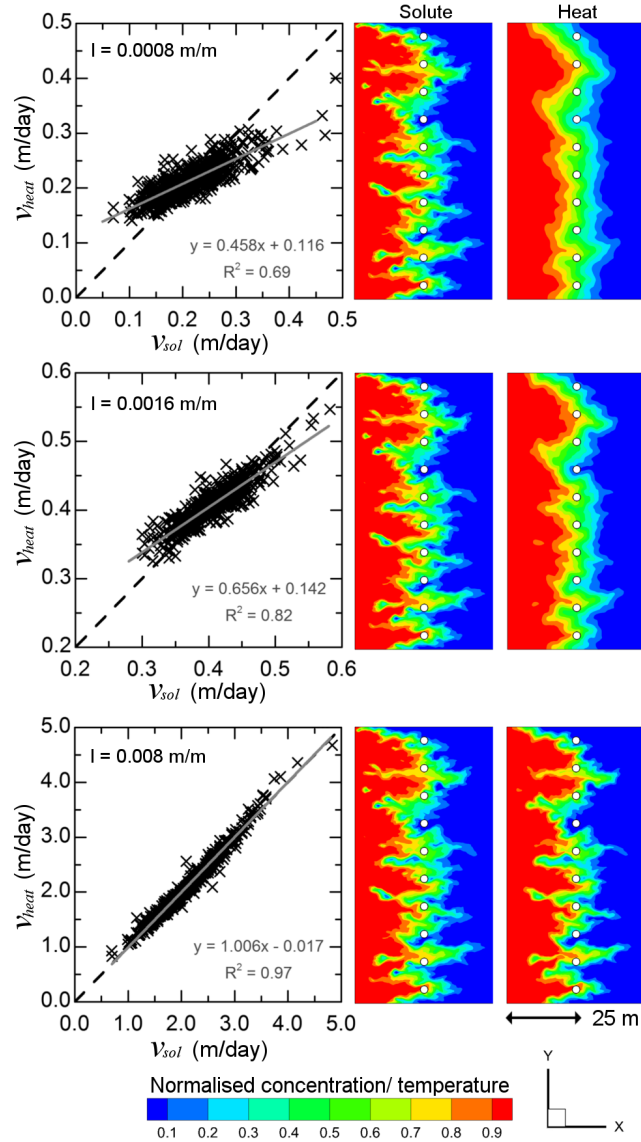 Solute Heat
I = 0.0008 m/m
0.5
0.4
0.3
0.2
0.1
0.0
v_heat (m/day)
y = 0.458x + 0.116
R² = 0.69
0.0 0.1 0.2 0.3 0.4 0.5
v_sol (m/day)
I = 0.0016 m/m
0.6
0.5
0.4
0.3
0.2
v_heat (m/day)
y = 0.656x + 0.142
R² = 0.82
0.2 0.3 0.4 0.5 0.6
v_sol (m/day)
I = 0.008 m/m
5.0
4.0
3.0
2.0
1.0
0.0
v_heat (m/day)
y = 1.006x - 0.017
R² = 0.97
0.0 1.0 2.0 3.0 4.0 5.0
v_sol (m/day)
25 m
Normalised concentration/ temperature
0.1 0.2 0.3 0.4 0.5 0.6 0.7 0.8 0.9
Y
X